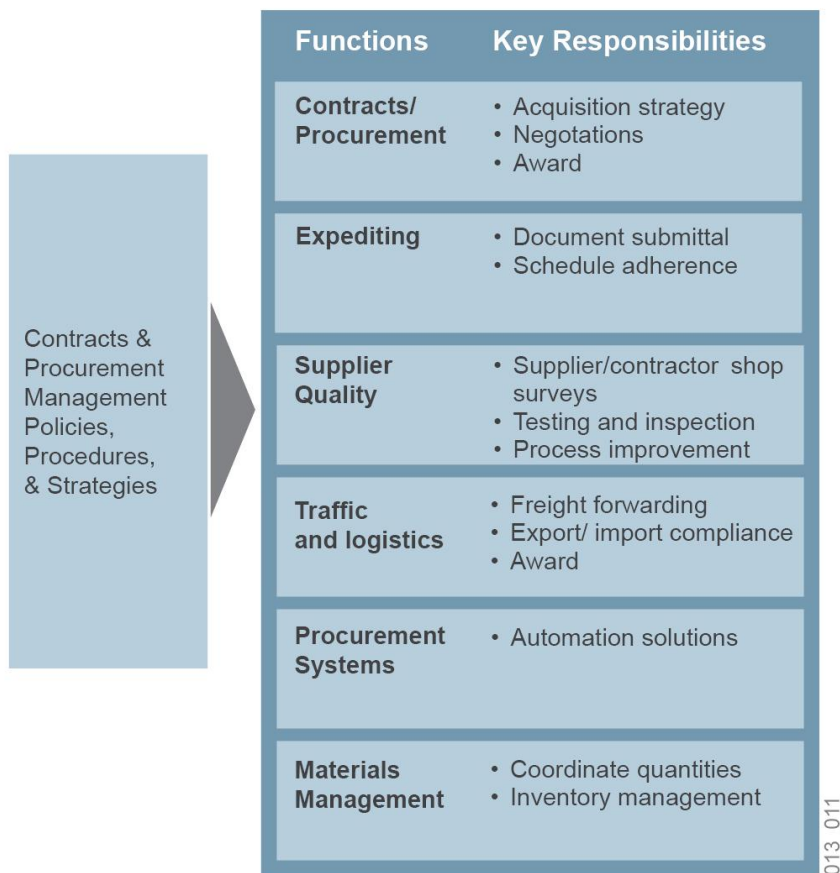 Functions Key Responsibilities
Contracts/
Procurement
• Acquisition strategy
• Negotations
• Award
Expediting
• Document submittal
• Schedule adherence
Contracts &
Procurement
Management
Policies,
Procedures,
& Strategies
Supplier
Quality
• Supplier/contractor shop
surveys
• Testing and inspection
• Process improvement
Traffic
and logistics
• Freight forwarding
• Export/ import compliance
• Award
Procurement
Systems
• Automation solutions
Materials
Management
• Coordinate quantities
• Inventory management
013_011